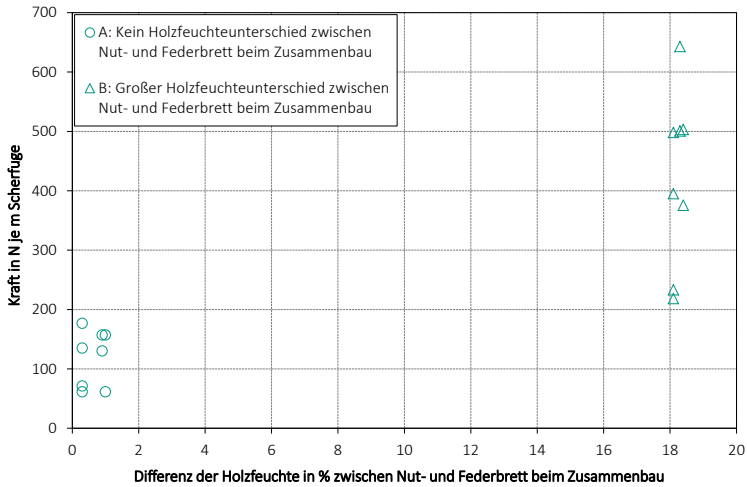 700
600
500
400
300
200
100
0
Kraft in N je m Scherfuge
A: Kein Holzfeuchteunterschied zwischen
Nut- und Federbrett beim Zusammenbau
B: Großer Holzfeuchteunterschied zwischen
Nut- und Federbrett beim Zusammenbau
0 2 4 6 8 10 12 14 16 18 20
Differenz der Holzfeuchte in % zwischen Nut- und Federbrett beim Zusammenbau